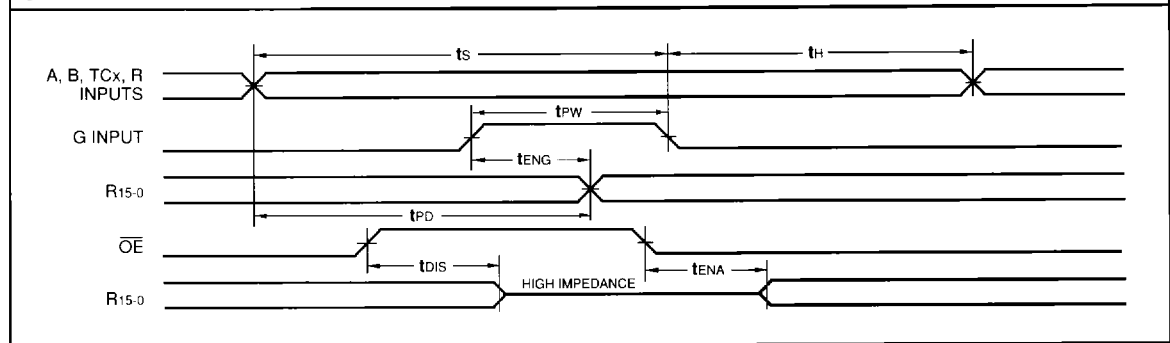 tS
tH
A, B, TCx, R
INPUTS
tPW
G INPUT
tENG
R15-0
tPD
OE
tDIS
tENA
HIGH IMPEDANCE
R15-0